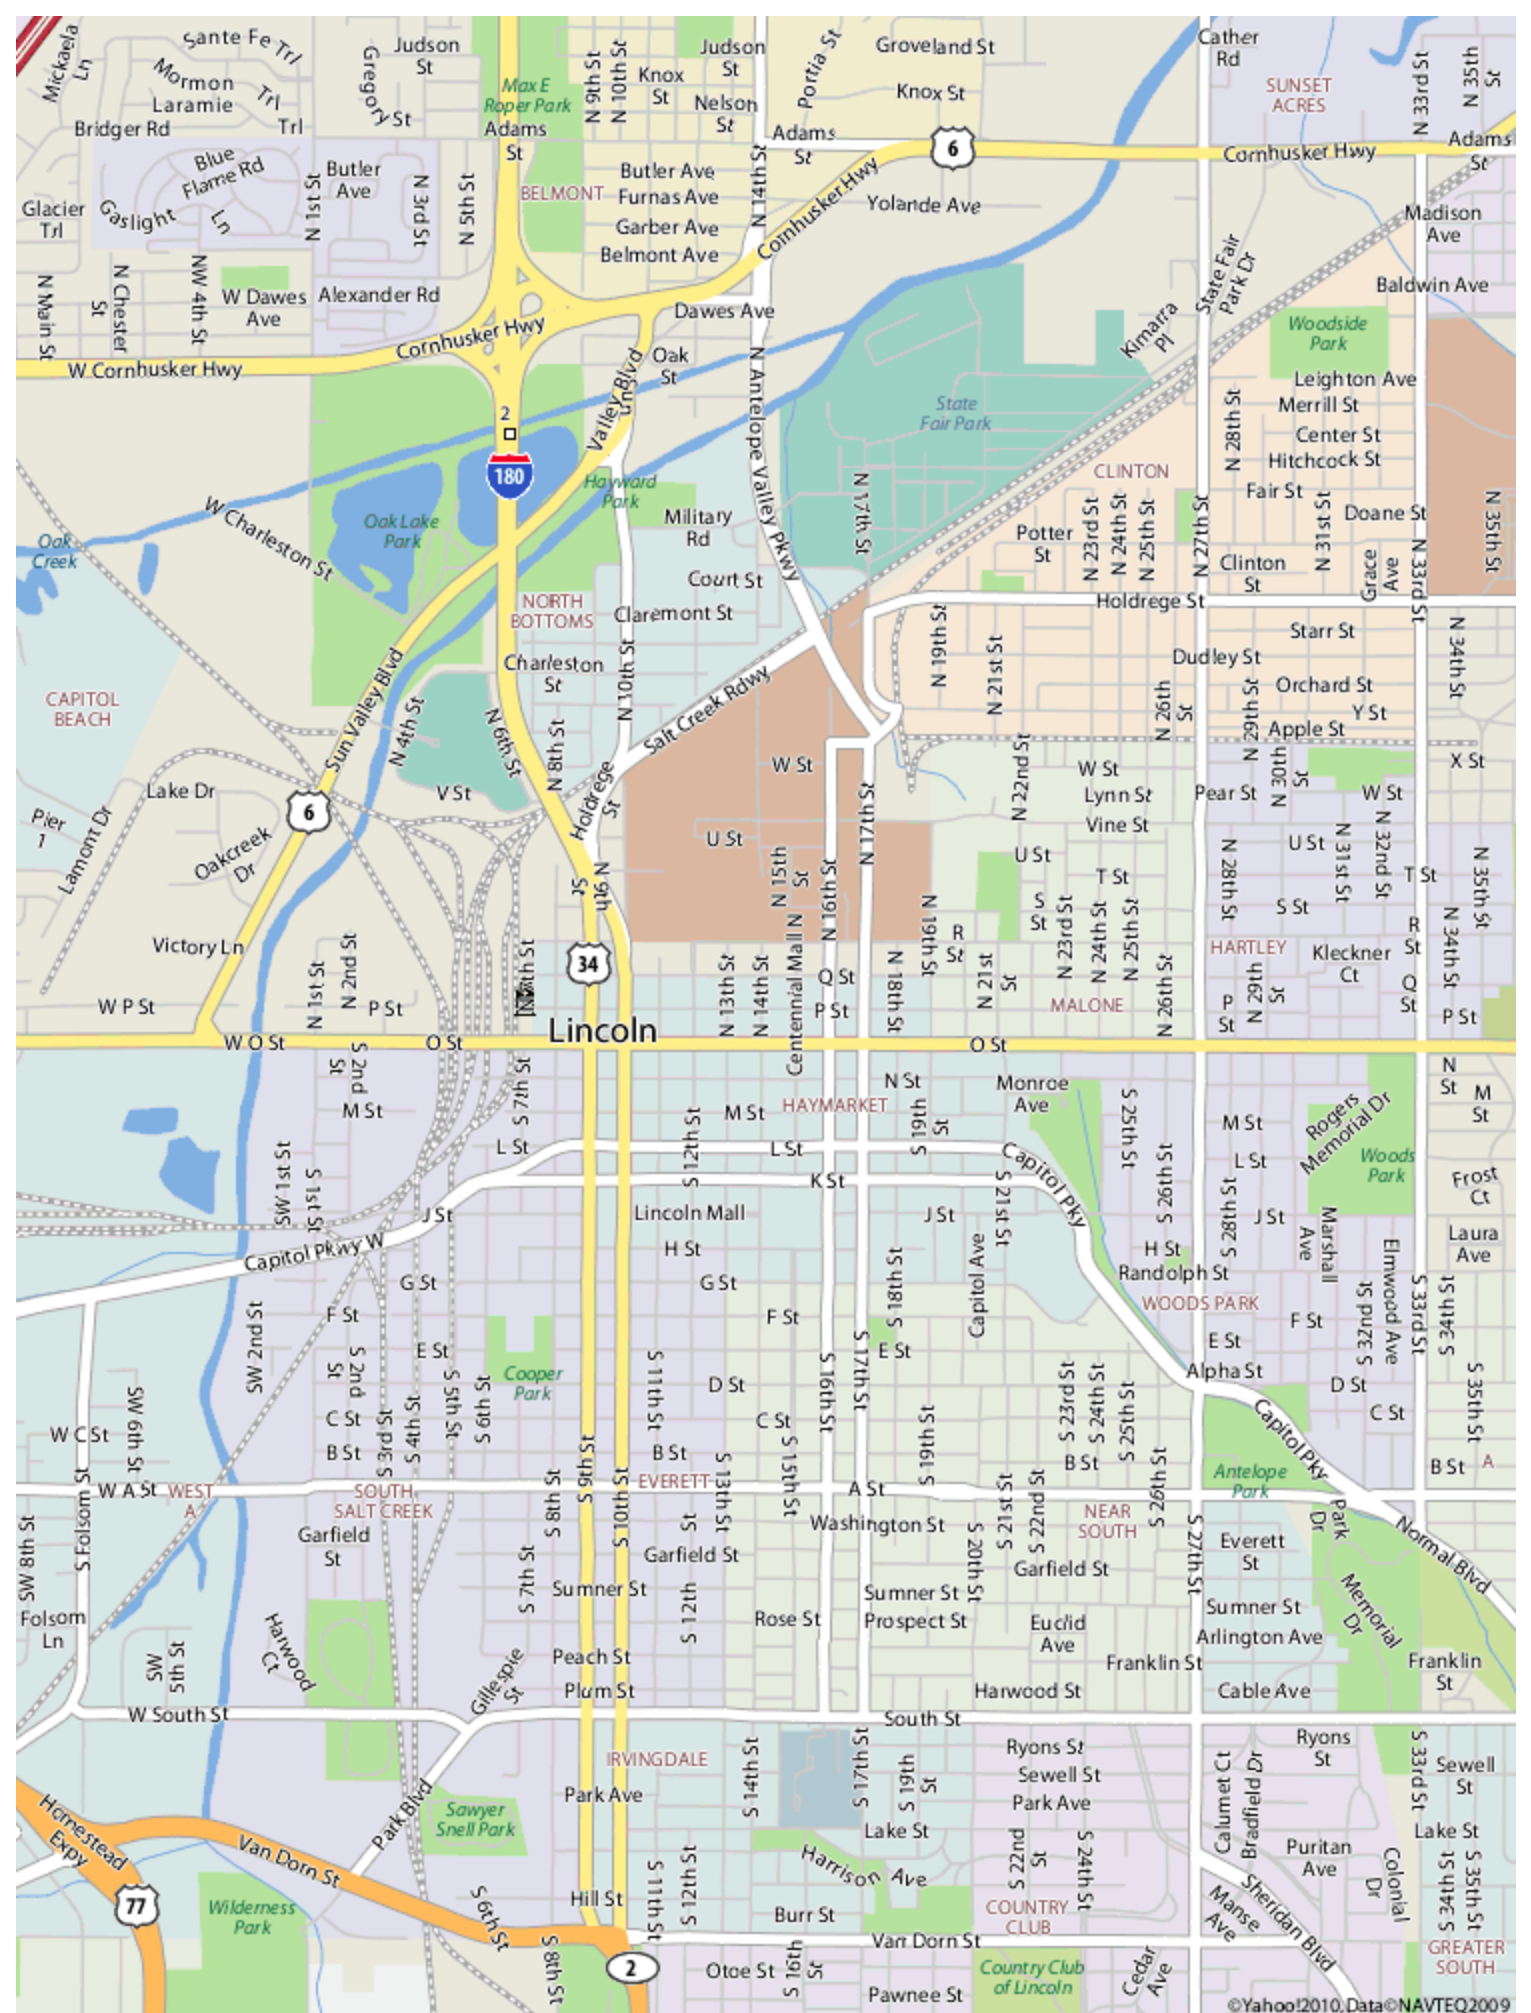 Sante Fe Trl
Judson
St
Judson
St
Portia St
Groveland St
Cather
Rd
Mickaela
Ln
Mormon
Trl
Gregory St
Max E
Roper Park
N 9th St
N 10th St
Knox
St
Knox St
SUNSET
ACRES
N 33rd St
N 35th
St
Laramie
Trl
Nelson
St
Bridger Rd
Adams
St
Adams
St
6
Cornhusker Hwy
Adams
St
Blue
Flame Rd
Butler
Ave
Butler Ave
N 14th St
Cornhusker Hwy
N 1st St
N 3rd St
N 5th St
BELMONT
Furnas Ave
Yolande Ave
Glacier
Trl
Gaslight
Ln
Garber Ave
Madison
Ave
Belmont Ave
State Fair
Park Dr
N Main St
N Chester
St
NW 4th St
W Dawes
Ave
Alexander Rd
Baldwin Ave
Dawes Ave
Kimarra
Pl
Woodside
Park
Cornhusker Hwy
W Cornhusker Hwy
Oak
St
Sun
Valley Blvd
N Antelope Valley Pkwy
Leighton Ave
State
Fair Park
N 28th St
Merrill St
2
Center St
180
Hayward
Park
CLINTON
Hitchcock St
W Charleston St
Oak Lake
Park
Military
Rd
N 17th St
N 23rd St
N 24th St
N 25th St
N 27th St
Fair St
N 31st St
Doane St
N 35th St
Oak
Creek
Potter
St
Clinton
St
Grace
Ave
N 33rd St
Court St
NORTH
BOTTOMS
Claremont St
Holdrege St
N 19th St
Starr St
N 34th St
Charleston
St
N 10th St
Salt Creek Rdwy
N 21st St
Dudley St
Orchard St
CAPITOL
BEACH
Sun Valley Blvd
N 4th St
N 6th St
N 8th St
N 26th
St
N 29th St
Y St
Apple St
W St
N 22nd St
W St
N 30th
St
X St
Lake Dr
V St
Holdrege
St
Lynn St
Pear St
W St
6
Pier
1
Lamont Dr
Oakcreek
Dr
U St
N 17th St
Vine St
U St
U St
N 31st St
N 32nd St
N 15th
St
N 16th St
T St
N 28th St
T St
N 35th St
N 9th
St
N 19th St
S
St
N 23rd St
N 24th St
N 25th St
S St
Victory Ln
34
R
St
HARTLEY
R
St
N 34th St
N 1st St
N 2nd St
N 13th St
N 14th St
Centennial Mall N
Q St
N 18th St
N 21st
St
N 26th St
Kleckner
Ct
N 29th
St
Q
St
W P St
P St
P St
MALONE
P
St
P St
Lincoln
W O St
O St
O St
S 2nd
St
S 7th St
N St
Monroe
Ave
N
St
M St
M St
HAYMARKET
S 19th
St
S 25th St
M St
Rogers
Memorial Dr
M
St
SW 1st St
S 1st St
L St
S 12th St
L St
Capitol Pky
L St
Woods
Park
K St
S 21st St
S 26th St
S 28th St
Frost
Ct
J St
Lincoln Mall
J St
J St
Marshall
Ave
Capitol Pkwy W
H St
H St
Laura
Ave
G St
G St
S 18th St
Capitol Ave
Randolph St
Elmwood Ave
WOODS PARK
S 33rd St
S 34th St
SW 2nd St
F St
F St
F St
S 32nd St
E St
E St
E St
S 2nd
St
S 5th St
Cooper
Park
S 11th St
S 16th St
S 17th St
Alpha St
D St
S 23rd St
S 24th St
S 25th St
D St
S 35th St
SW 6th St
C St
S 3rd St
S 4th St
S 6th St
C St
S 19th St
C St
W C St
B St
S 9th St
B St
S 15th St
B St
Capitol Pky
B St
A
S Folsom St
W A St
WEST
A
SOUTH
SALT CREEK
S 8th St
S 10th St
EVERETT
S 13th St
A St
S 21st St
S 22nd St
S 26th St
Antelope
Park
NEAR
SOUTH
SW 8th St
Garfield
St
Washington St
S 27th St
Park
Dr
Normal Blvd
Garfield St
S 20th St
Garfield St
Everett
St
S 7th St
Sumner St
S 12th
St
Sumner St
Memorial
Dr
Folsom
Ln
Rose St
Prospect St
Euclid
Ave
Sumner St
Arlington Ave
SW
5th St
Harwood
Ct
Gillespie
St
Peach St
Franklin St
Franklin
St
Plum St
Harwood St
Cable Ave
W South St
South St
IRVINGDALE
S 14th St
S 17th St
S 19th
St
Ryons St
Ryons
St
S 33rd St
Sewell
St
Sewell St
Calumet Ct
Bradfield Dr
Park Ave
Park Ave
Homestead
Expy
Park Blvd
Sawyer
Snell Park
Lake St
Lake St
Van Dorn St
Harrison Ave
S 22nd
St
S 24th St
Puritan
Ave
Colonial
Dr
S 34th St
S 35th St
77
Wilderness
Park
S 6th St
Hill St
S 11th St
S 12th St
Burr St
COUNTRY
CLUB
Manse
Ave
Sheridan Blvd
Van Dorn St
GREATER
SOUTH
S 8th St
2
Otoe St
S 16th
St
Country Club
of Lincoln
Cedar
Ave
Pawnee St
©Yahoo!2010, Data©NAVTEQ2009